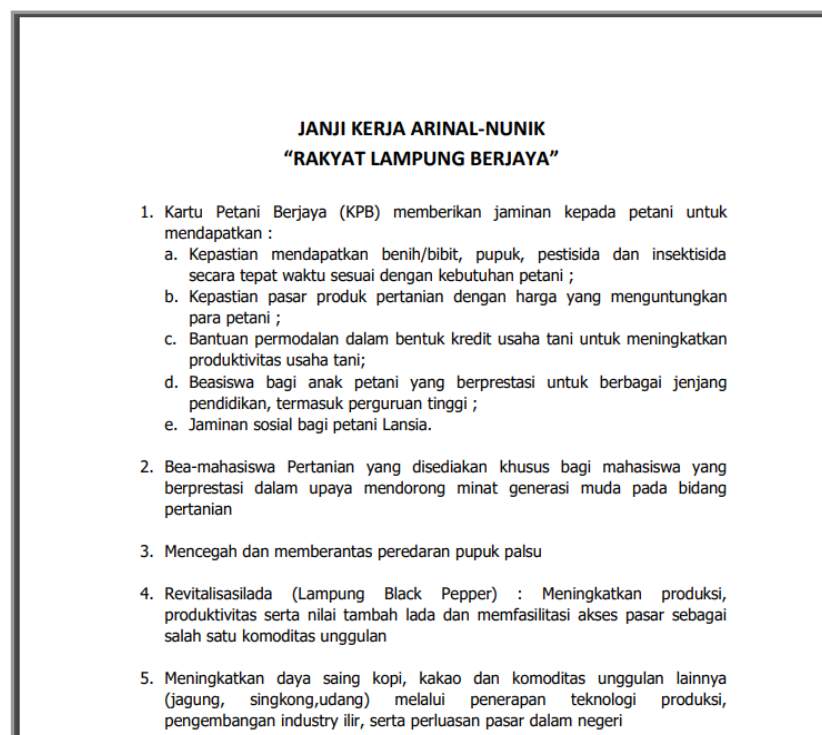 JANJI KERJA ARINAL-NUNIK
“RAKYAT LAMPUNG BERJAYA”
1. Kartu Petani Berjaya (KPB) memberikan jaminan kepada petani untuk
mendapatkan :
a. Kepastian mendapatkan benih/bibit, pupuk, pestisida dan insektisida
secara tepat waktu sesuai dengan kebutuhan petani ;
b. Kepastian pasar produk pertanian dengan harga yang menguntungkan
para petani ;
c. Bantuan permodalan dalam bentuk kredit usaha tani untuk meningkatkan
produktivitas usaha tani;
d. Beasiswa bagi anak petani yang berprestasi untuk berbagai jenjang
pendidikan, termasuk perguruan tinggi ;
e. Jaminan sosial bagi petani Lansia.
2. Bea-mahasiswa Pertanian yang disediakan khusus bagi mahasiswa yang
berprestasi dalam upaya mendorong minat generasi muda pada bidang
pertanian
3. Mencegah dan memberantas peredaran pupuk palsu
4. Revitalisasilada (Lampung Black Pepper) : Meningkatkan produksi,
produktivitas serta nilai tambah lada dan memfasilitasi akses pasar sebagai
salah satu komoditas unggulan
5. Meningkatkan daya saing kopi, kakao dan komoditas unggulan lainnya
(jagung, singkong,udang) melalui penerapan teknologi produksi,
pengembangan industry ilir, serta perluasan pasar dalam negeri